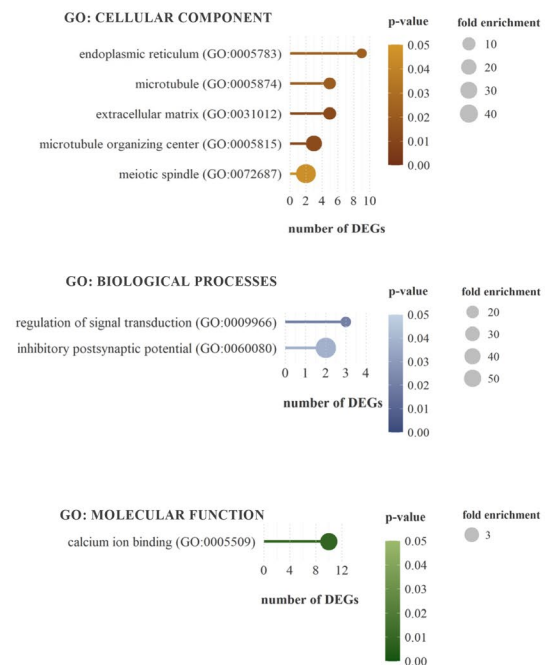 GO: CELLULAR COMPONENT
endoplasmic reticulum (GO:0005783)
microtubule (GO:0005874)
extracellular matrix (GO:0031012)
microtubule organizing center (GO:0005815)
meiotic spindle (GO:0072687)
0 2 4 6 8 10
number of DEGs
p-value
0.05
0.04
0.03
0.02
0.01
0.00
fold enrichment
10
20
30
40
GO: BIOLOGICAL PROCESSES
regulation of signal transduction (GO:0009966)
inhibitory postsynaptic potential (GO:0060080)
0 1 2 3 4
number of DEGs
p-value
0.05
0.04
0.03
0.02
0.01
0.00
fold enrichment
20
30
40
50
GO: MOLECULAR FUNCTION
calcium ion binding (GO:0005509)
0 4 8 12
number of DEGs
p-value
0.05
0.04
0.03
0.02
0.01
0.00
fold enrichment
3